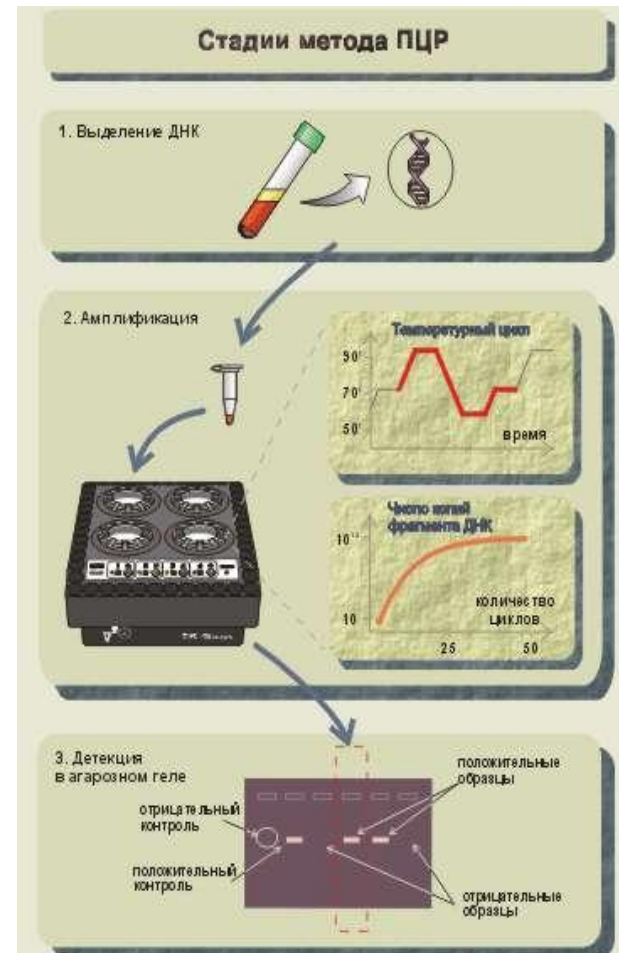 Стадии метода ПЦР
1. Выделение ДНК
2. Амплификация
Температурный цикл
90°
70°
50°
время
Число копий
фрагмента ДНК
10
количество
циклов
25
50
3. Детекция
в агарозном геле
положительные
образцы
отрицательный
контроль
положительный
контроль
отрицательные
образцы